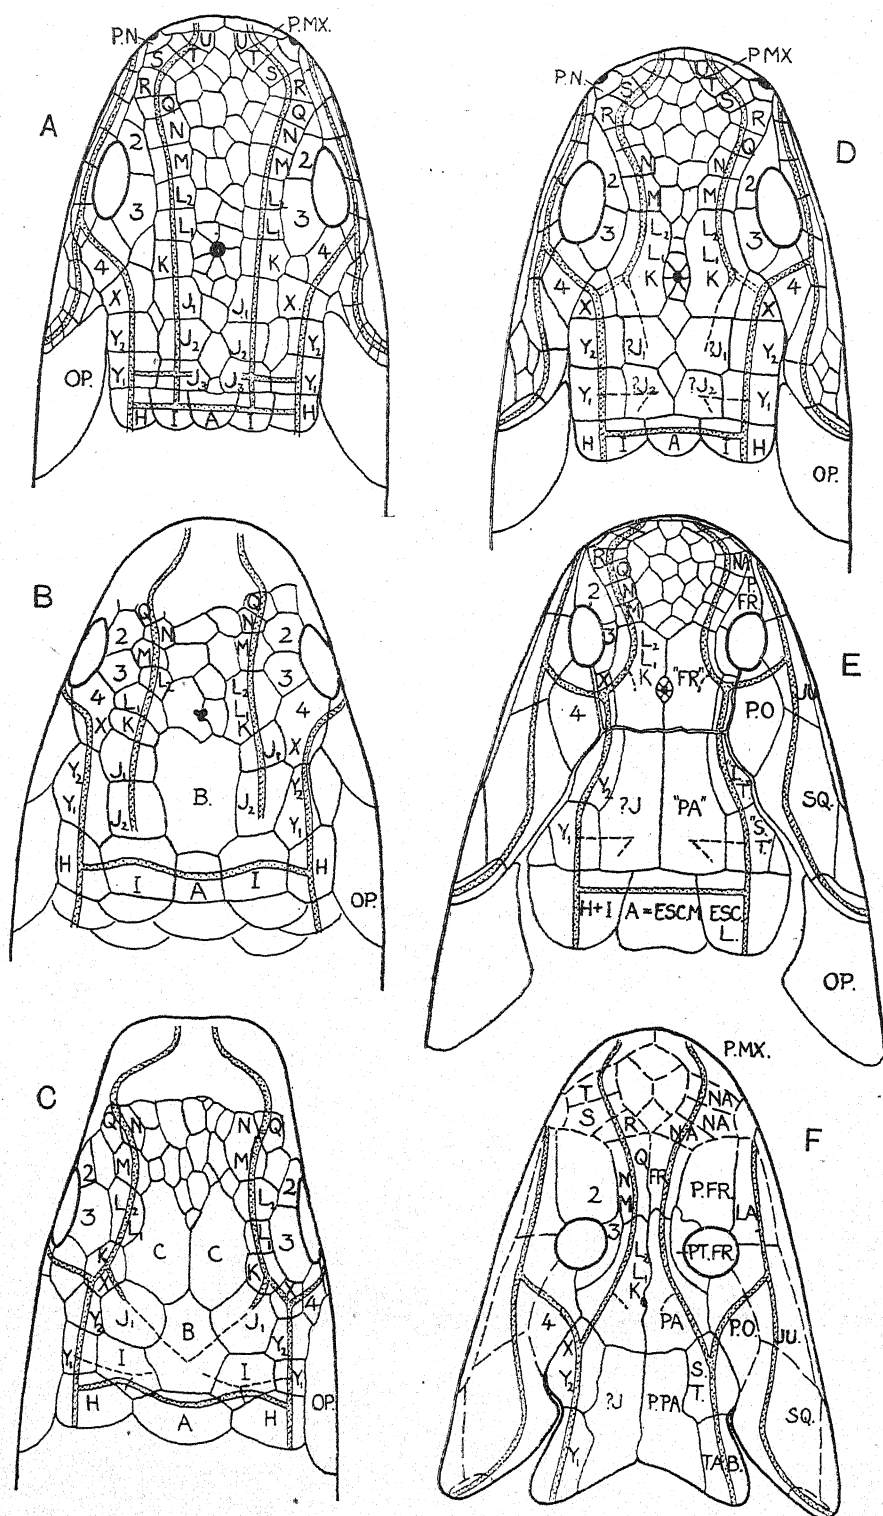 A
P.N. U U P.MX.
S T T S
R R
Q Q
2 N N 2
M M
3 L₂ L₂ 3
L₁ L₁
4 K K 4
X J₁ J₁ X
Y₂ J₂ J₂ Y₂
OP. Y₁ J₃ J₃ Y₁
H I A I H
B
Q Q
2 N N 2
M M
3 L₂ L₂ 3
4 L₁ L₁ 4
X K K X
J₁ J₁
Y₂ B. Y₂
Y₁ J₂ J₂ Y₁
H I A I H
OP.
C
Q N N Q
2 M M 2
3 L₂ L₂ 3
L₁ L₁
C C
K K
X 4
Y₂ J₁ B J₁ Y₂
Y₁ I I Y₁
H A H
OP.
D
P.N. U P.MX
S T S
R R
Q
2 N N 2
M M
3 L₂ L₂ 3
L₁ L₁
4 K K 4
X X
Y₂ ?J₁ ?J₁ Y₂
Y₁ ?J₂ ?J₂ Y₁
H I A I H
OP.
E
R Q NA
2 N P.
M FR
3 L₂
L₁
X K "FR" JU
4 P.O
Y₂ ?J "PA" I.T. SQ.
Y₁ "S.T."
H+I A=ESC.M ESC.
L.
OP.
F
P.MX.
T NA
S R NA NA
Q FR
2 N P.FR.
M LA
3 L₂ PT.FR.
L₁
K
4 PA P.O. JU.
X
Y₂ ?J P.PA S.T. SQ.
Y₁ TAB.